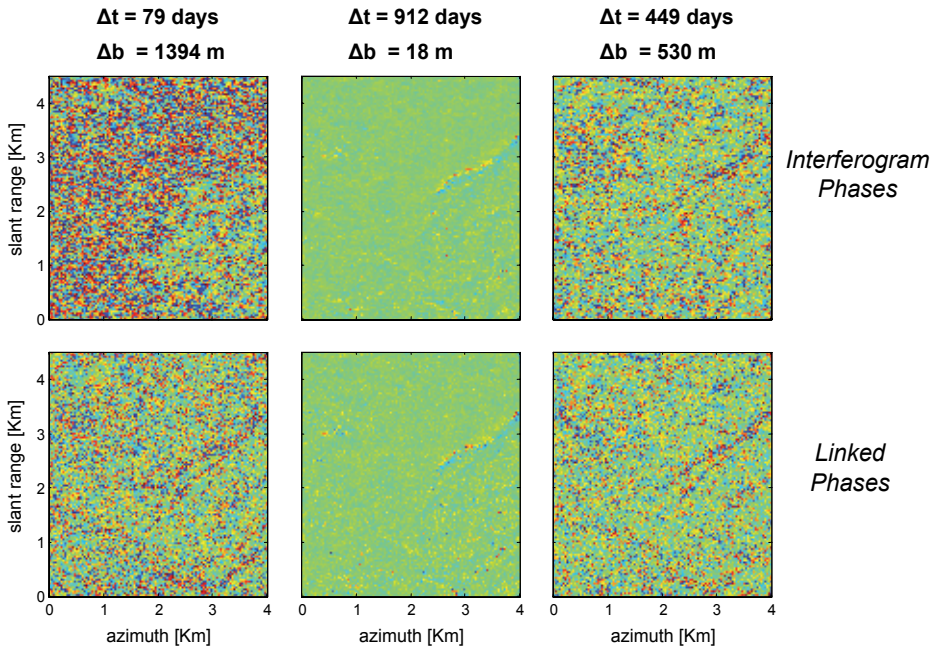 Δt = 79 days
Δb = 1394 m
Δt = 912 days
Δb = 18 m
Δt = 449 days
Δb = 530 m
4
3
2
1
0
slant range [Km]
Interferogram
Phases
4
3
2
1
0
slant range [Km]
Linked
Phases
0 1 2 3 4
0 1 2 3 4
0 1 2 3 4
azimuth [Km]
azimuth [Km]
azimuth [Km]